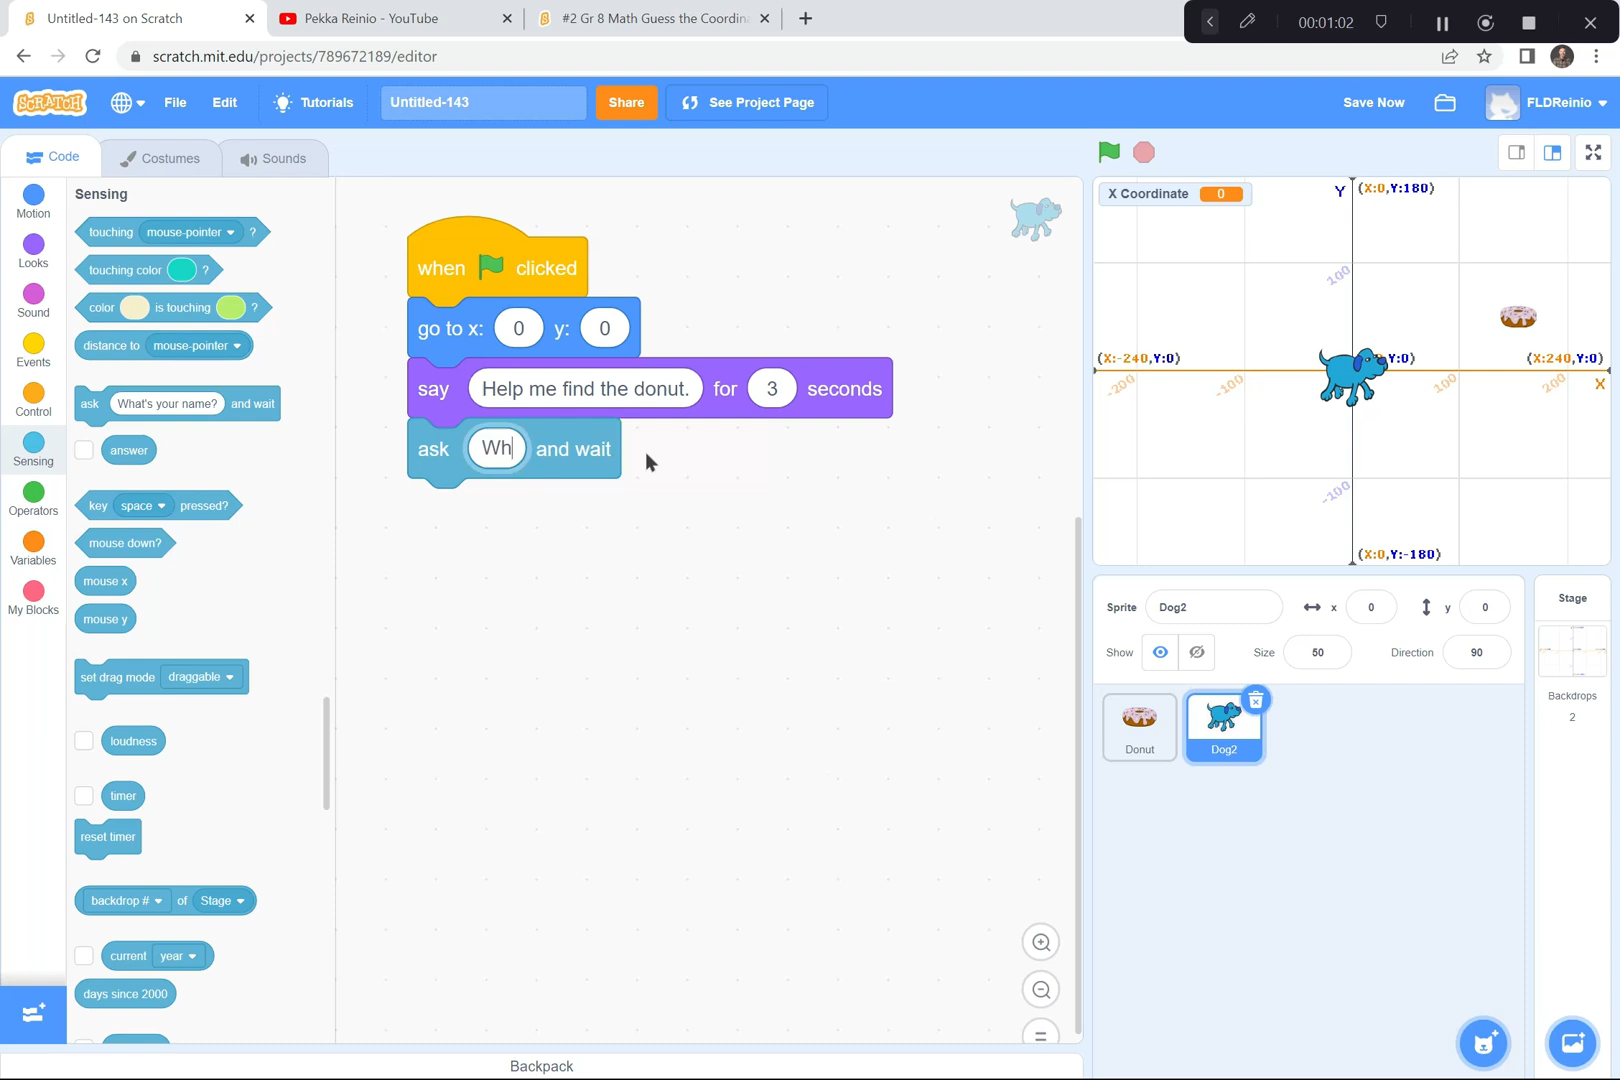 Untitled-143 on Scratch
Pekka Reinio - YouTube
#2 Gr 8 Math Guess the Coordin
00:01:02
scratch.mit.edu/projects/789672189/editor
SCRATCH
File
Edit
Tutorials
Untitled-143
Share
See Project Page
Save Now
FLDReinio
Code
Costumes
Sounds
Motion
Looks
Sound
Events
Control
Sensing
Operators
Variables
My Blocks
Sensing
touching mouse-pointer ?
touching color ?
color is touching ?
distance to mouse-pointer
ask What's your name? and wait
answer
key space pressed?
mouse down?
mouse x
mouse y
set drag mode draggable
loudness
timer
reset timer
backdrop # of Stage
current year
days since 2000
when clicked
go to x: 0 y: 0
say Help me find the donut. for 3 seconds
ask Wh and wait
Backpack
X Coordinate 0
Y (X:0,Y:180)
100
(X:-240,Y:0)
Y:0)
(X:240,Y:0)
-200 -100 100 200 X
-100
(X:0,Y:-180)
Sprite Dog2 x 0 y 0
Show Size 50 Direction 90
Donut
Dog2
Stage
Backdrops
2